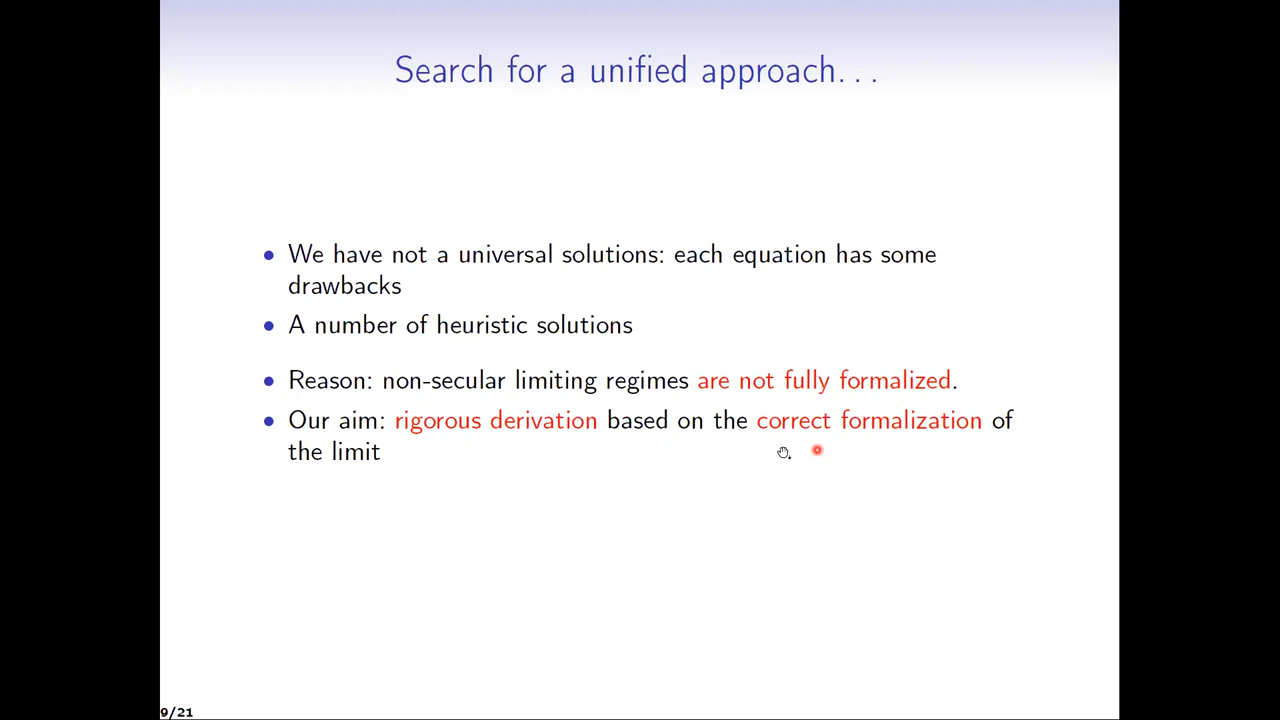 Search for a unified approach...
• We have not a universal solutions: each equation has some
drawbacks
• A number of heuristic solutions
• Reason: non-secular limiting regimes are not fully formalized.
• Our aim: rigorous derivation based on the correct formalization of
the limit
9/21